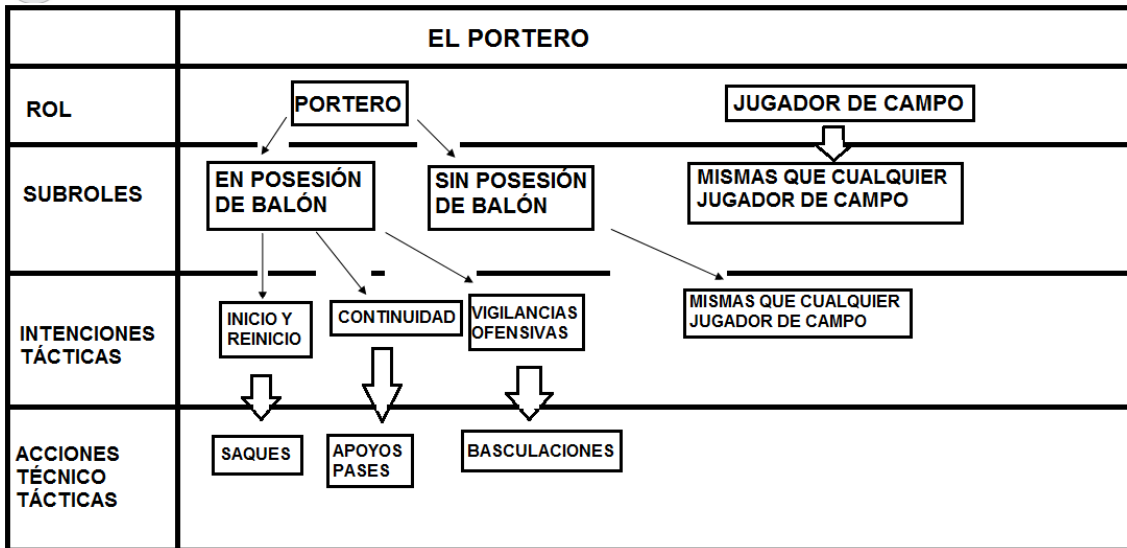 EL PORTERO
ROL
PORTERO
JUGADOR DE CAMPO
SUBROLES
EN POSESIÓN
DE BALÓN
SIN POSESIÓN
DE BALÓN
MISMAS QUE CUALQUIER
JUGADOR DE CAMPO
INTENCIONES
TÁCTICAS
INICIO Y
REINICIO
CONTINUIDAD
VIGILANCIAS
OFENSIVAS
MISMAS QUE CUALQUIER
JUGADOR DE CAMPO
ACCIONES
TÉCNICO
TÁCTICAS
SAQUES
APOYOS
PASES
BASCULACIONES